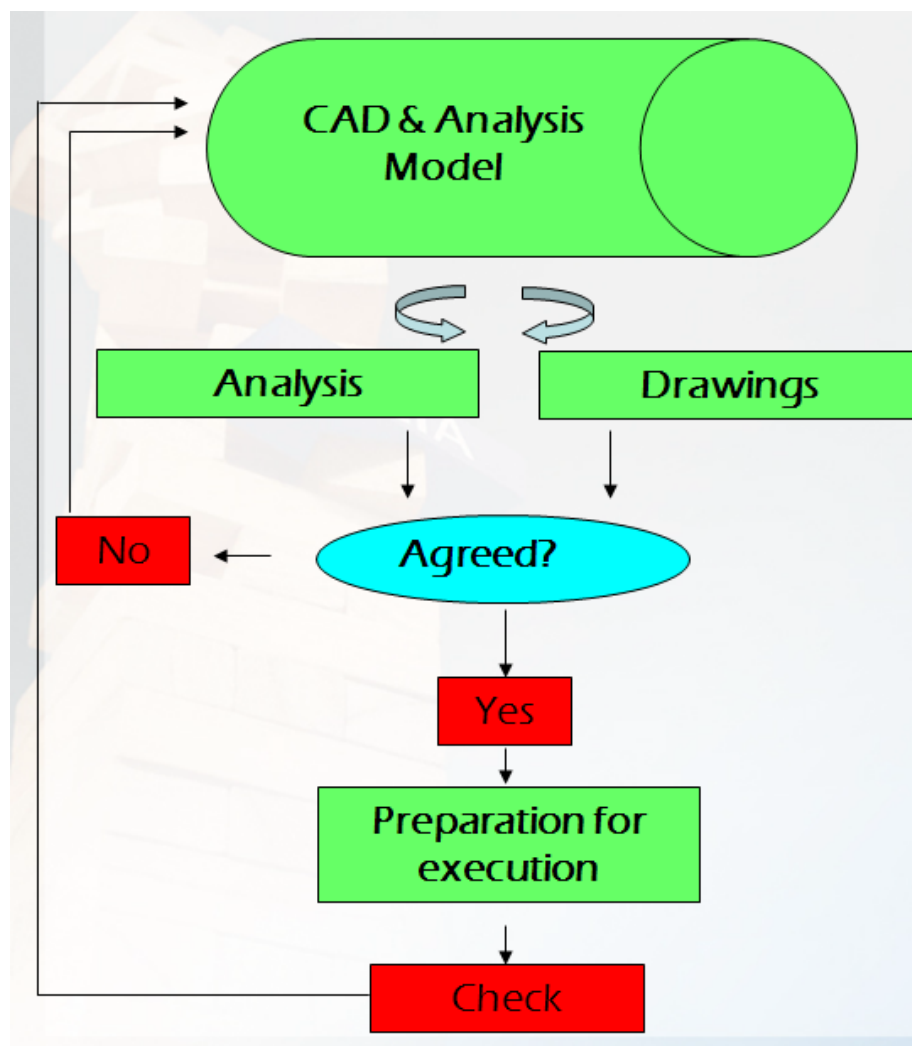 CAD & Analysis
Model
Analysis
Drawings
No
Agreed?
Yes
Preparation for
execution
Check